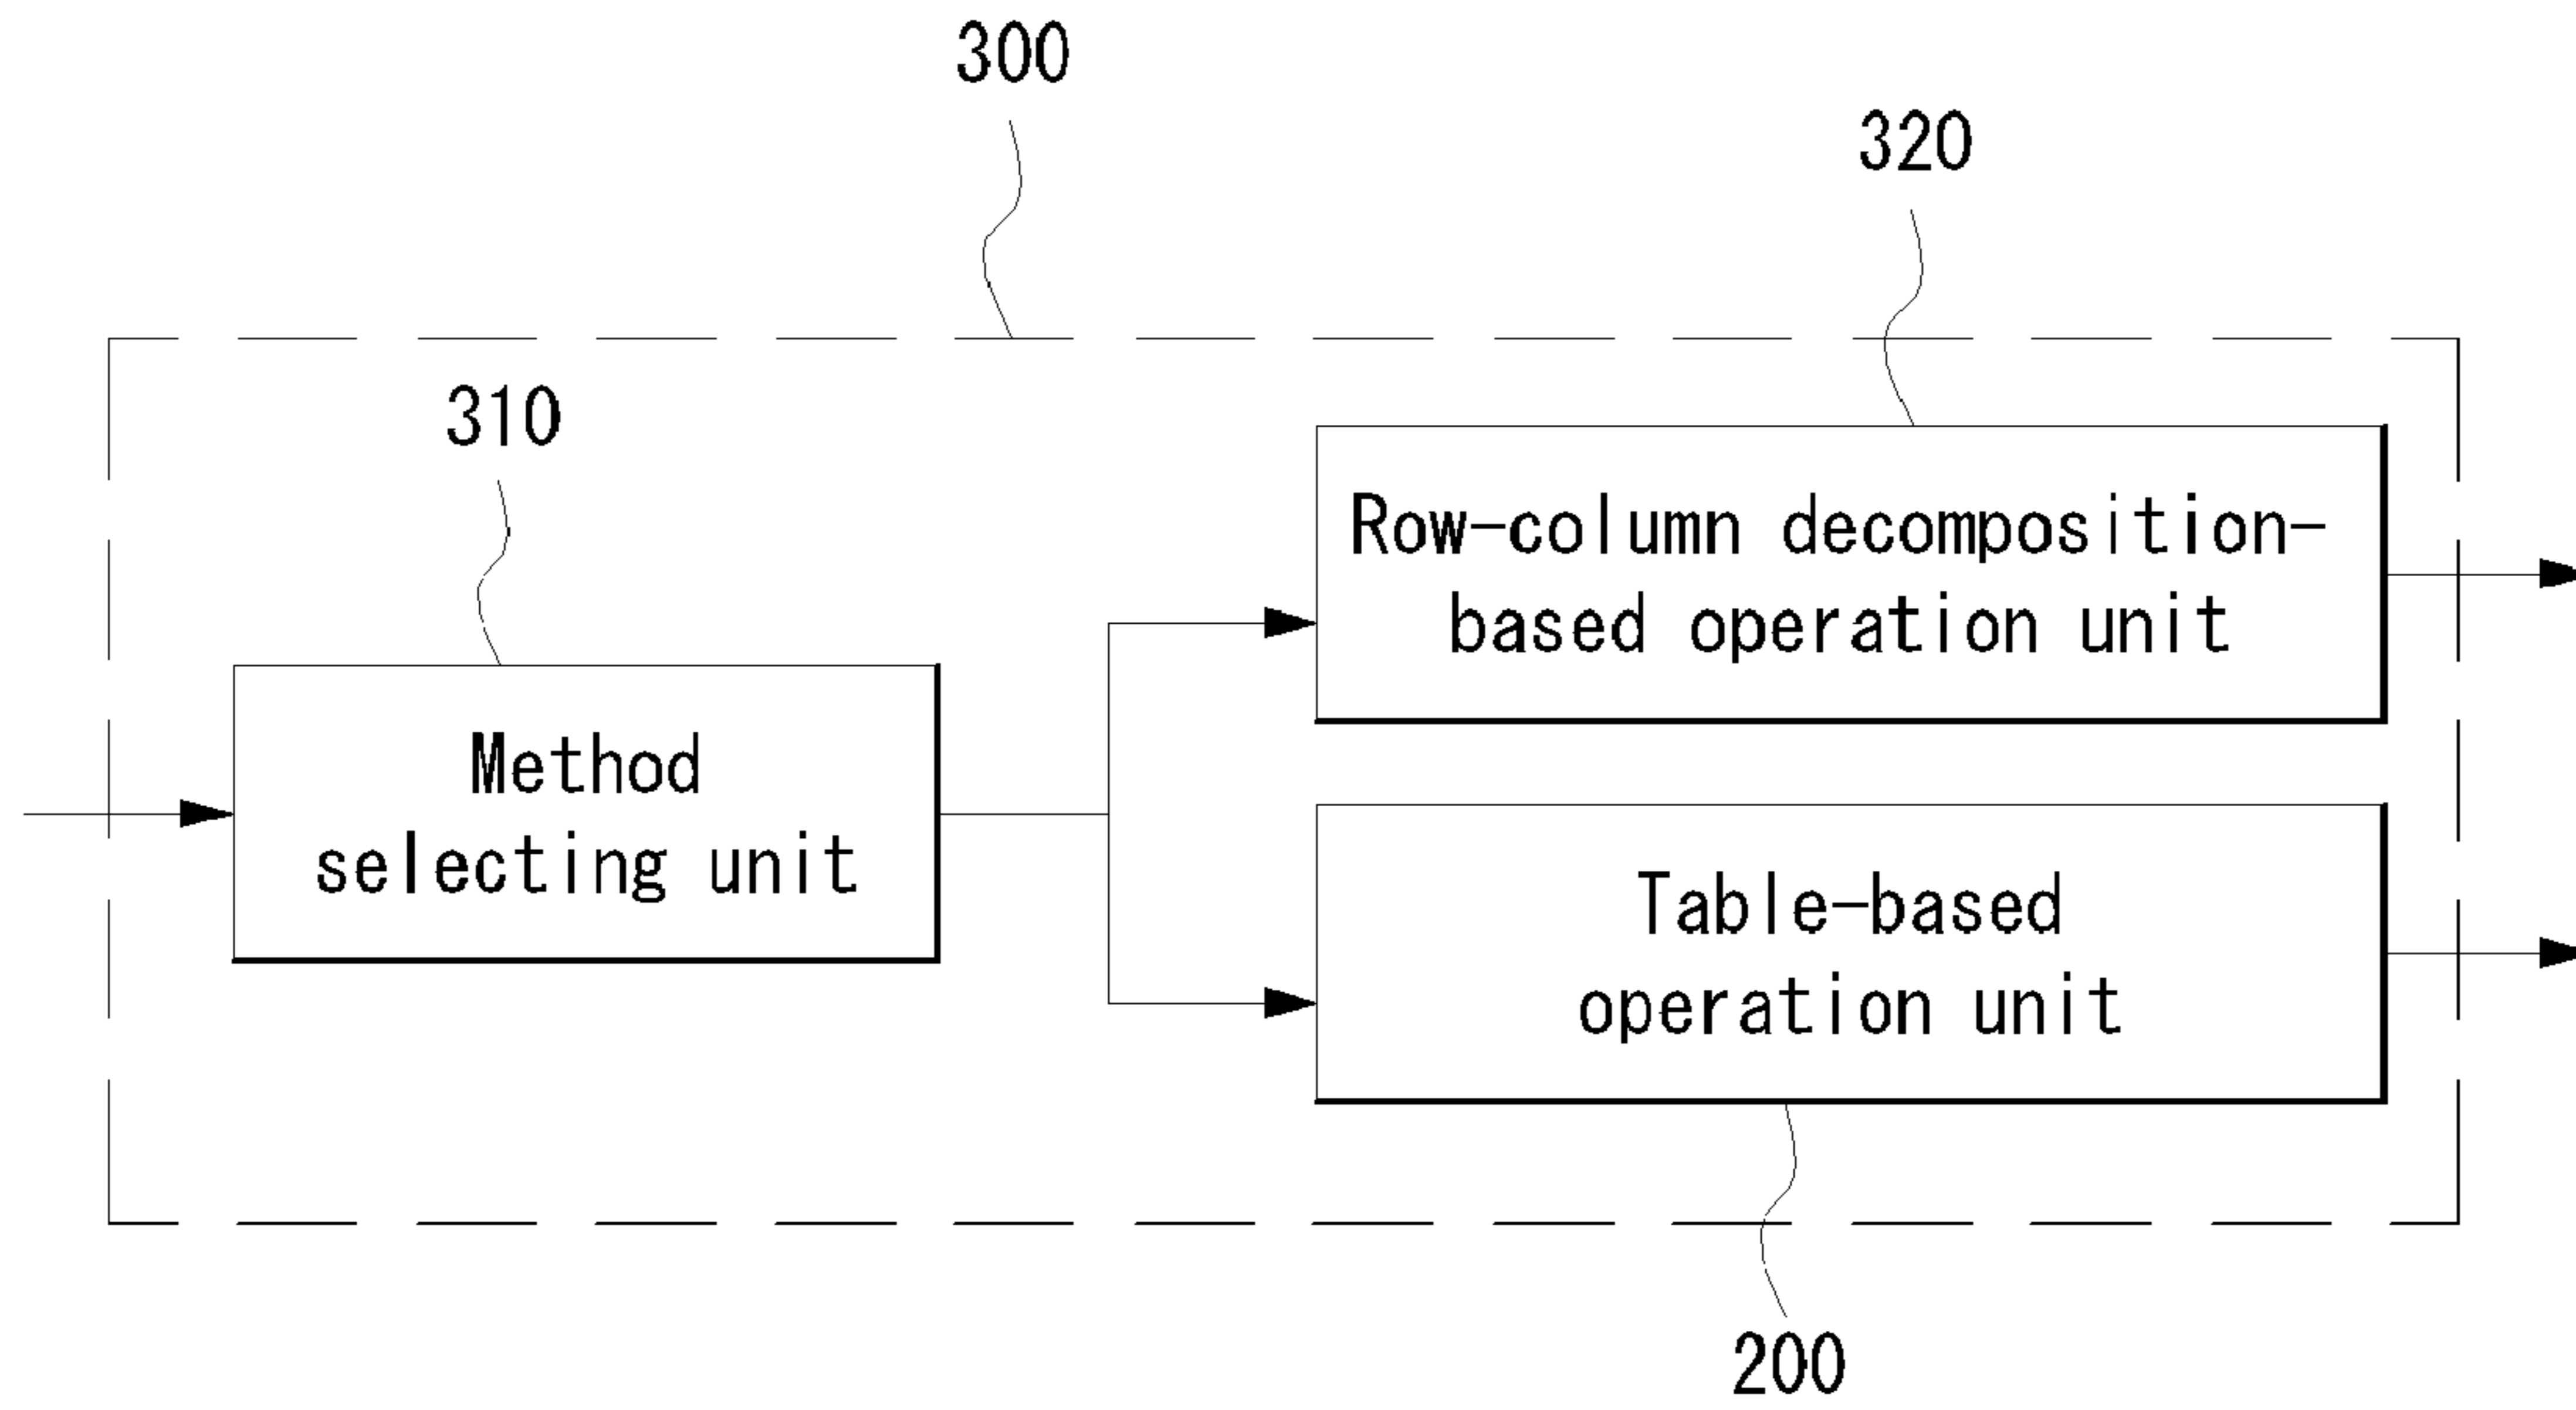 300
320
310
Row-column decomposition-
based operation unit
Method
selecting unit
Table-based
operation unit
200